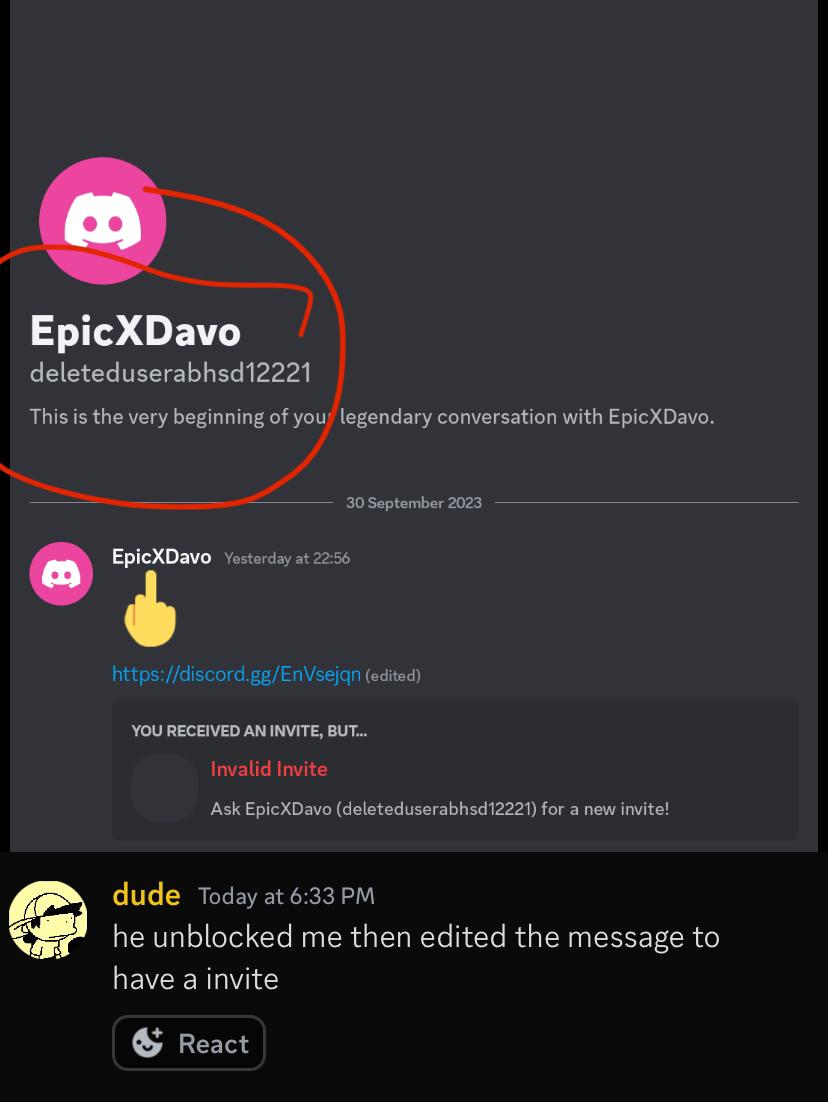 EpicXDavo
deleteduserabhsd12221
This is the very beginning of your legendary conversation with EpicXDavo.
30 September 2023
EpicXDavo Yesterday at 22:56
🖕
https://discord.gg/EnVsejqn (edited)
YOU RECEIVED AN INVITE, BUT...
Invalid Invite
Ask EpicXDavo (deleteduserabhsd12221) for a new invite!
dude Today at 6:33 PM
he unblocked me then edited the message to
have a invite
React